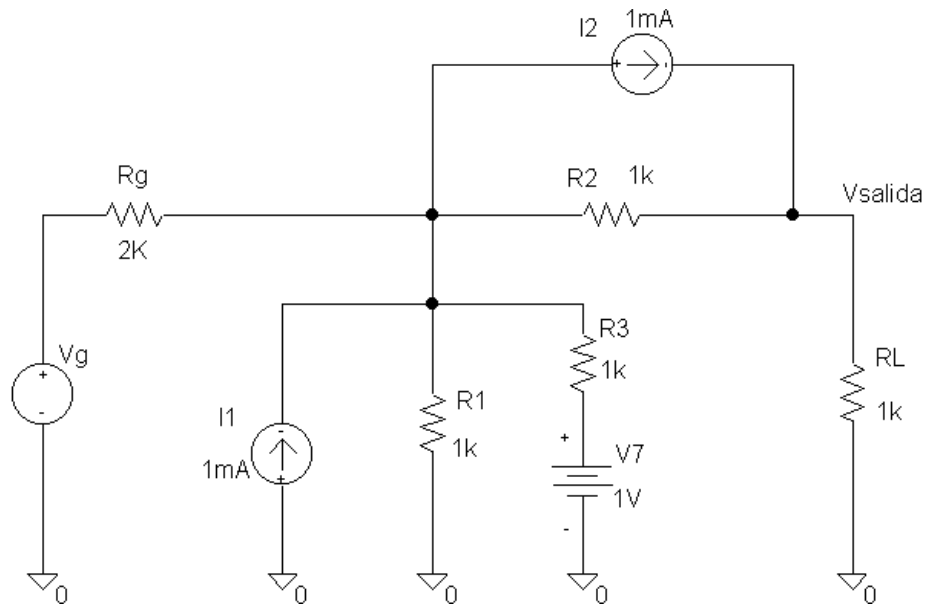 I2 1mA
Rg
2K
R2 1k
Vsalida
Vg
+
-
I1
1mA
-
+
R1
1k
R3
1k
+
V7
1V
-
RL
1k
+ -
0 0 0 0 0